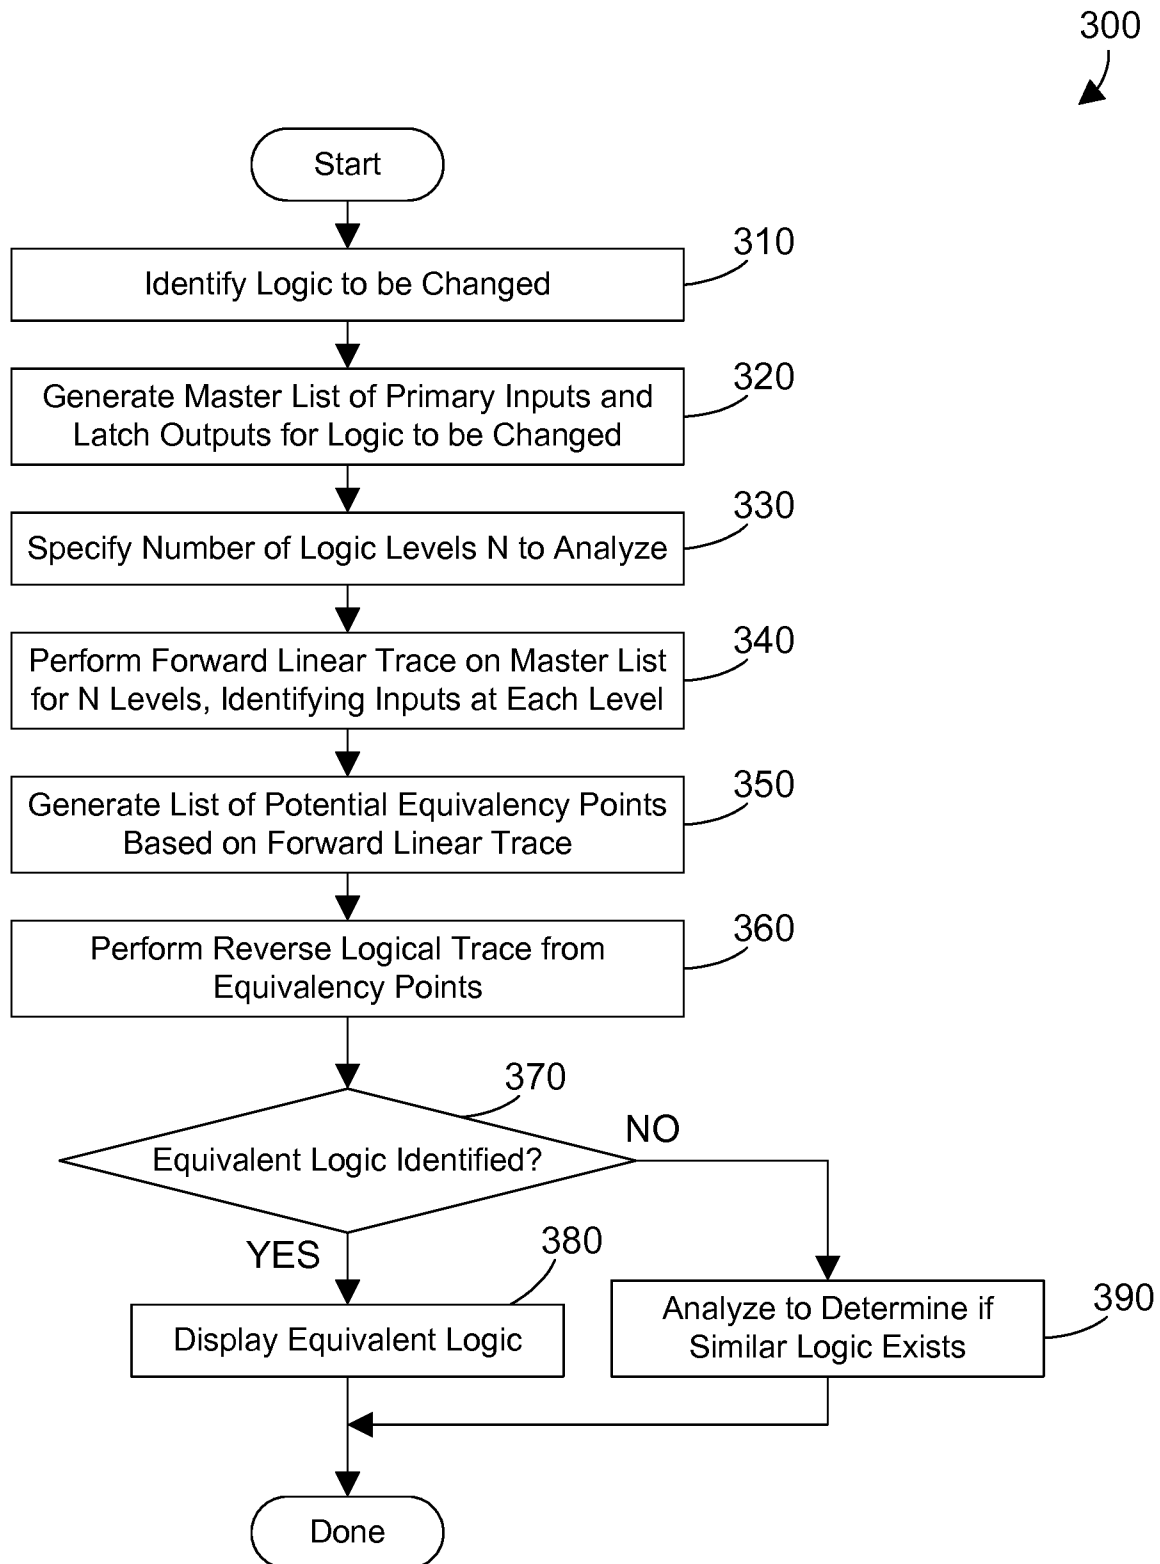 300
Start
310
Identify Logic to be Changed
320
Generate Master List of Primary Inputs and
Latch Outputs for Logic to be Changed
330
Specify Number of Logic Levels N to Analyze
340
Perform Forward Linear Trace on Master List
for N Levels, Identifying Inputs at Each Level
350
Generate List of Potential Equivalency Points
Based on Forward Linear Trace
360
Perform Reverse Logical Trace from
Equivalency Points
370
Equivalent Logic Identified?
NO
YES
380
Display Equivalent Logic
390
Analyze to Determine if
Similar Logic Exists
Done